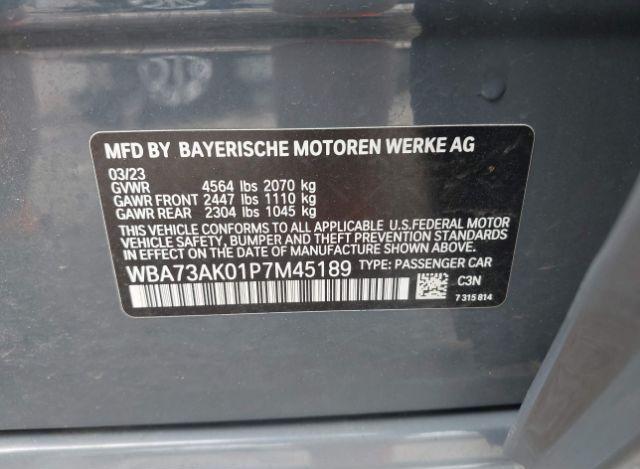 MFD BY BAYERISCHE MOTOREN WERKE AG
03/23
GVWR 4564 lbs 2070 kg
GAWR FRONT 2447 lbs 1110 kg
GAWR REAR 2304 lbs 1045 kg
THIS VEHICLE CONFORMS TO ALL APPLICABLE U.S.FEDERAL MOTOR
VEHICLE SAFETY, BUMPER, AND THEFT PREVENTION STANDARDS IN
EFFECT ON THE DATE OF MANUFACTURE SHOWN ABOVE.
WBA73AK01P7M45189 TYPE: PASSENGER CAR
C3N
7 315 814